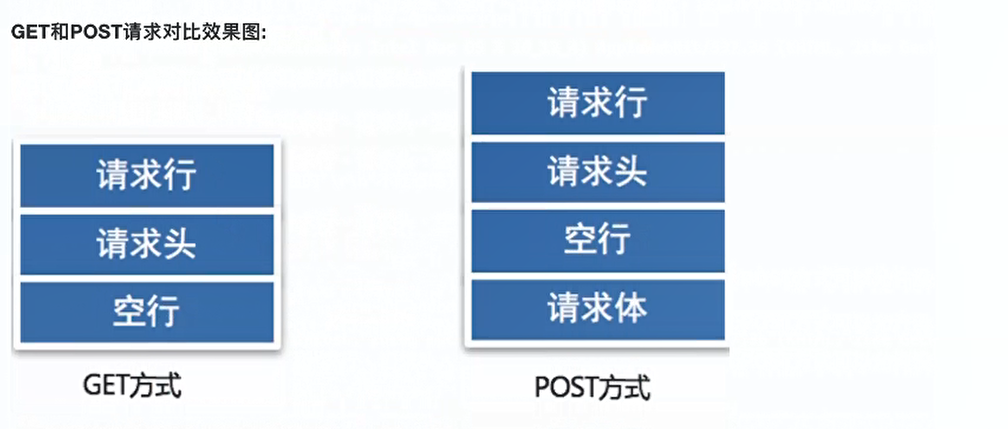 GET和POST请求对比效果图:
请求行
请求头
空行
GET方式
请求行
请求头
空行
请求体
POST方式